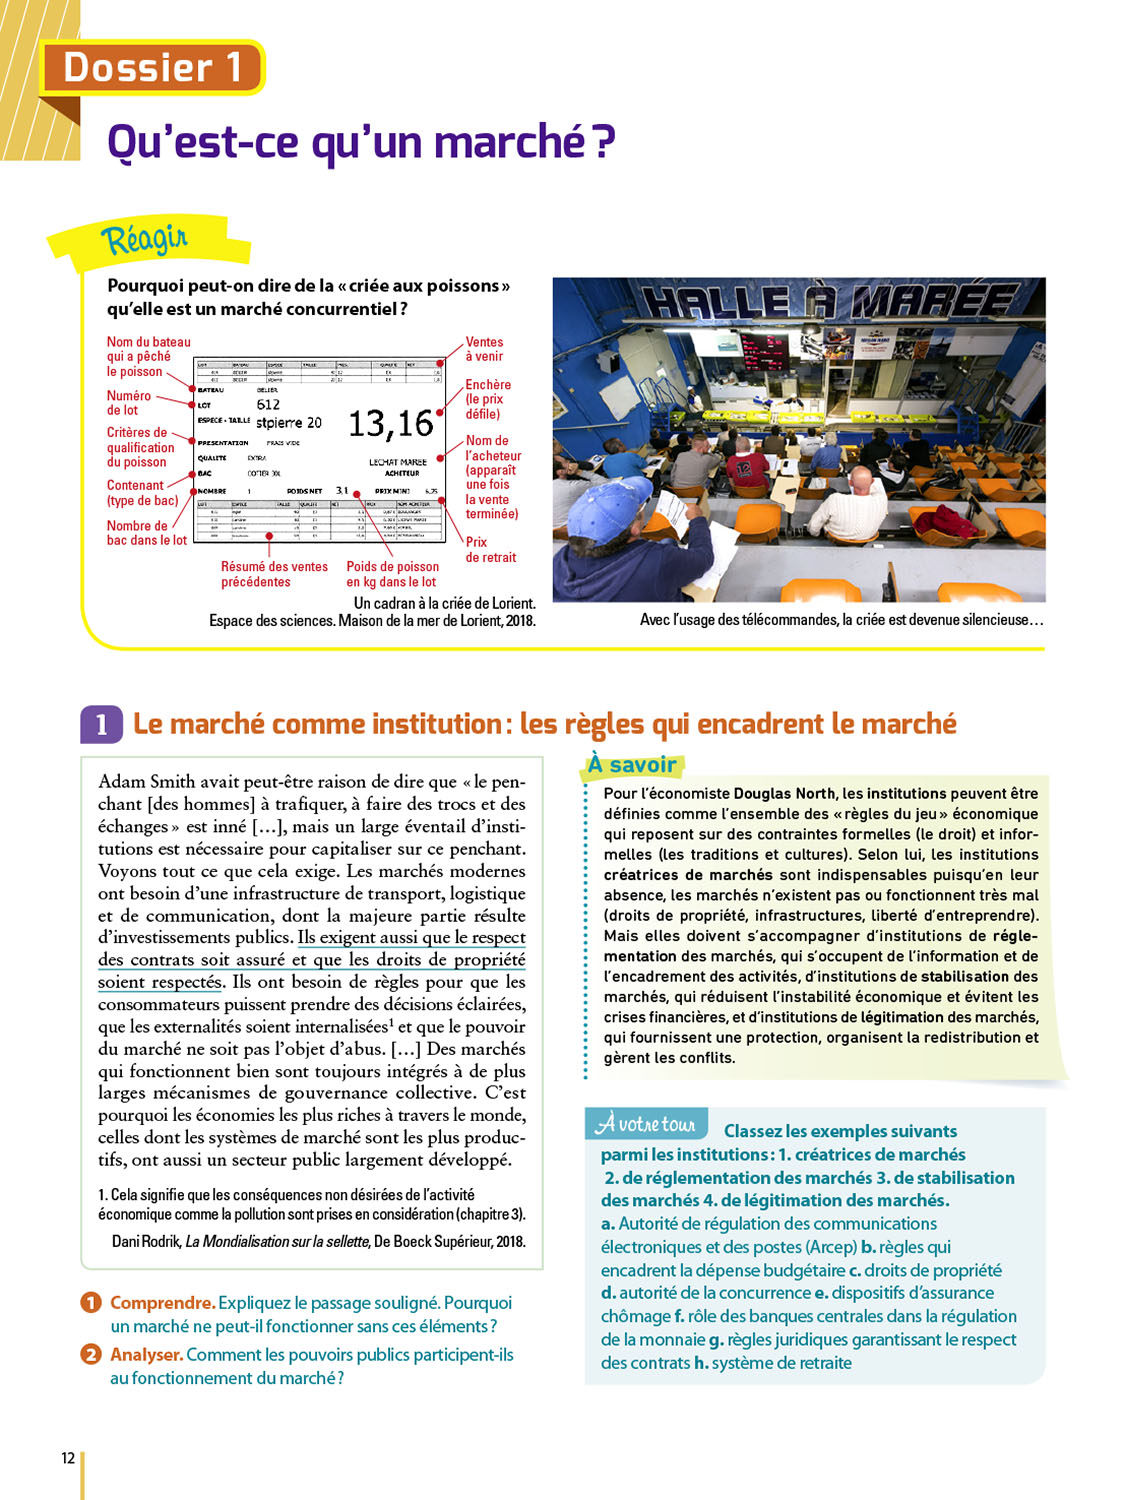 Dossier 1
Qu'est-ce qu'un marché ?
Réagir
Pourquoi peut-on dire de la « criée aux poissons »
qu'elle est un marché concurrentiel ?
Nom du bateau
qui a pêché
le poisson
Numéro
de lot
Critères de
qualification
du poisson
Contenant
(type de bac)
Nombre de
bac dans le lot
BATEAU
BELIER
LOT
612
ESPECE - TAILLE
stpierre 20
13,16
PRESENTATION
FRAIS VIDE
QUALITE
EXTRA
LECHAT MAREE
ACHETEUR
BAC
COTIER XXL
NOMBRE
1
POIDS NET
3,1
PRIX MINI
6,25
Ventes
à venir
Enchère
(le prix
défile)
Nom de
l'acheteur
(apparaît
une fois
la vente
terminée)
Prix
de retrait
Résumé des ventes
précédentes
Poids de poisson
en kg dans le lot
Un cadran à la criée de Lorient.
Espace des sciences. Maison de la mer de Lorient, 2018.
HALLE À MARÉE
Avec l'usage des télécommandes, la criée est devenue silencieuse…
1 Le marché comme institution : les règles qui encadrent le marché
Adam Smith avait peut-être raison de dire que « le pen-
chant [des hommes] à trafiquer, à faire des trocs et des
échanges » est inné […], mais un large éventail d'insti-
tutions est nécessaire pour capitaliser sur ce penchant.
Voyons tout ce que cela exige. Les marchés modernes
ont besoin d'une infrastructure de transport, logistique
et de communication, dont la majeure partie résulte
d'investissements publics. Ils exigent aussi que le respect
des contrats soit assuré et que les droits de propriété
soient respectés. Ils ont besoin de règles pour que les
consommateurs puissent prendre des décisions éclairées,
que les externalités soient internalisées¹ et que le pouvoir
du marché ne soit pas l'objet d'abus. […] Des marchés
qui fonctionnent bien sont toujours intégrés à de plus
larges mécanismes de gouvernance collective. C'est
pourquoi les économies les plus riches à travers le monde,
celles dont les systèmes de marché sont les plus produc-
tifs, ont aussi un secteur public largement développé.
1. Cela signifie que les conséquences non désirées de l'activité
économique comme la pollution sont prises en considération (chapitre 3).
Dani Rodrik, La Mondialisation sur la sellette, De Boeck Supérieur, 2018.
1 Comprendre. Expliquez le passage souligné. Pourquoi
un marché ne peut-il fonctionner sans ces éléments ?
2 Analyser. Comment les pouvoirs publics participent-ils
au fonctionnement du marché ?
À savoir
Pour l'économiste Douglas North, les institutions peuvent être
définies comme l'ensemble des « règles du jeu » économique
qui reposent sur des contraintes formelles (le droit) et infor-
melles (les traditions et cultures). Selon lui, les institutions
créatrices de marchés sont indispensables puisqu'en leur
absence, les marchés n'existent pas ou fonctionnent très mal
(droits de propriété, infrastructures, liberté d'entreprendre).
Mais elles doivent s'accompagner d'institutions de régle-
mentation des marchés, qui s'occupent de l'information et de
l'encadrement des activités, d'institutions de stabilisation des
marchés, qui réduisent l'instabilité économique et évitent les
crises financières, et d'institutions de légitimation des marchés,
qui fournissent une protection, organisent la redistribution et
gèrent les conflits.
À votre tour
Classez les exemples suivants
parmi les institutions : 1. créatrices de marchés
2. de réglementation des marchés 3. de stabilisation
des marchés 4. de légitimation des marchés.
a. Autorité de régulation des communications
électroniques et des postes (Arcep) b. règles qui
encadrent la dépense budgétaire c. droits de propriété
d. autorité de la concurrence e. dispositifs d'assurance
chômage f. rôle des banques centrales dans la régulation
de la monnaie g. règles juridiques garantissant le respect
des contrats h. système de retraite
12